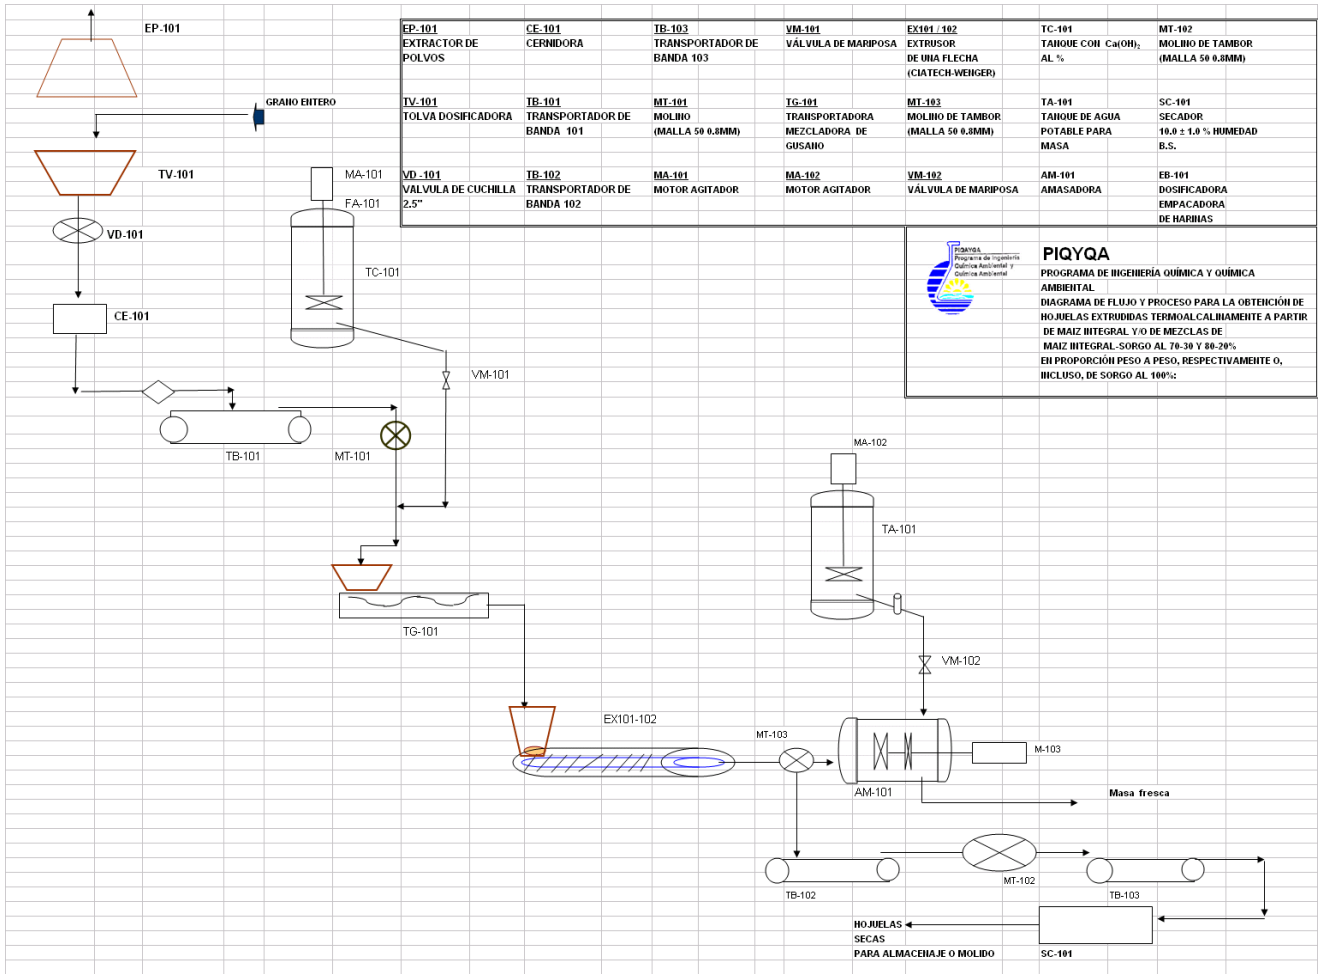 EP-101
GRANO ENTERO
TV-101
VD-101
CE-101
MA-101
FA-101
TC-101
VM-101
TB-101
MT-101
TG-101
EX101-102
MA-102
TA-101
VM-102
MT-103
M-103
AM-101
Masa fresca
TB-102
MT-102
TB-103
HOJUELAS
SECAS
PARA ALMACENAJE O MOLIDO
SC-101
EP-101
EXTRACTOR DE
POLVOS
CE-101
CERNIDORA
TB-103
TRANSPORTADOR DE
BANDA 103
VM-101
VÁLVULA DE MARIPOSA
EX101 / 102
EXTRUSOR
DE UNA FLECHA
(CIATECH-WENGER)
TC-101
TANQUE CON Ca(OH)₂
AL %
MT-102
MOLINO DE TAMBOR
(MALLA 50 0.8MM)
TV-101
TOLVA DOSIFICADORA
TB-101
TRANSPORTADOR DE
BANDA 101
MT-101
MOLINO
(MALLA 50 0.8MM)
TG-101
TRANSPORTADORA
MEZCLADORA DE
GUSANO
MT-103
MOLINO DE TAMBOR
(MALLA 50 0.8MM)
TA-101
TANQUE DE AGUA
POTABLE PARA
MASA
SC-101
SECADOR
10.0 ± 1.0 % HUMEDAD
B.S.
VD -101
VALVULA DE CUCHILLA
2.5"
TB-102
TRANSPORTADOR DE
BANDA 102
MA-101
MOTOR AGITADOR
MA-102
MOTOR AGITADOR
VM-102
VÁLVULA DE MARIPOSA
AM-101
AMASADORA
EB-101
DOSIFICADORA
EMPACADORA
DE HARINAS
PIQAYQA
Programa de Ingeniería
Química Ambiental y
Química Ambiental
PIQYQA
PROGRAMA DE INGENIERÍA QUÍMICA Y QUÍMICA
AMBIENTAL
DIAGRAMA DE FLUJO Y PROCESO PARA LA OBTENCIÓN DE
HOJUELAS EXTRUDIDAS TERMOALCALINAMENTE A PARTIR
DE MAIZ INTEGRAL Y/O DE MEZCLAS DE
MAIZ INTEGRAL-SORGO AL 70-30 Y 80-20%
EN PROPORCIÓN PESO A PESO, RESPECTIVAMENTE O,
INCLUSO, DE SORGO AL 100%: